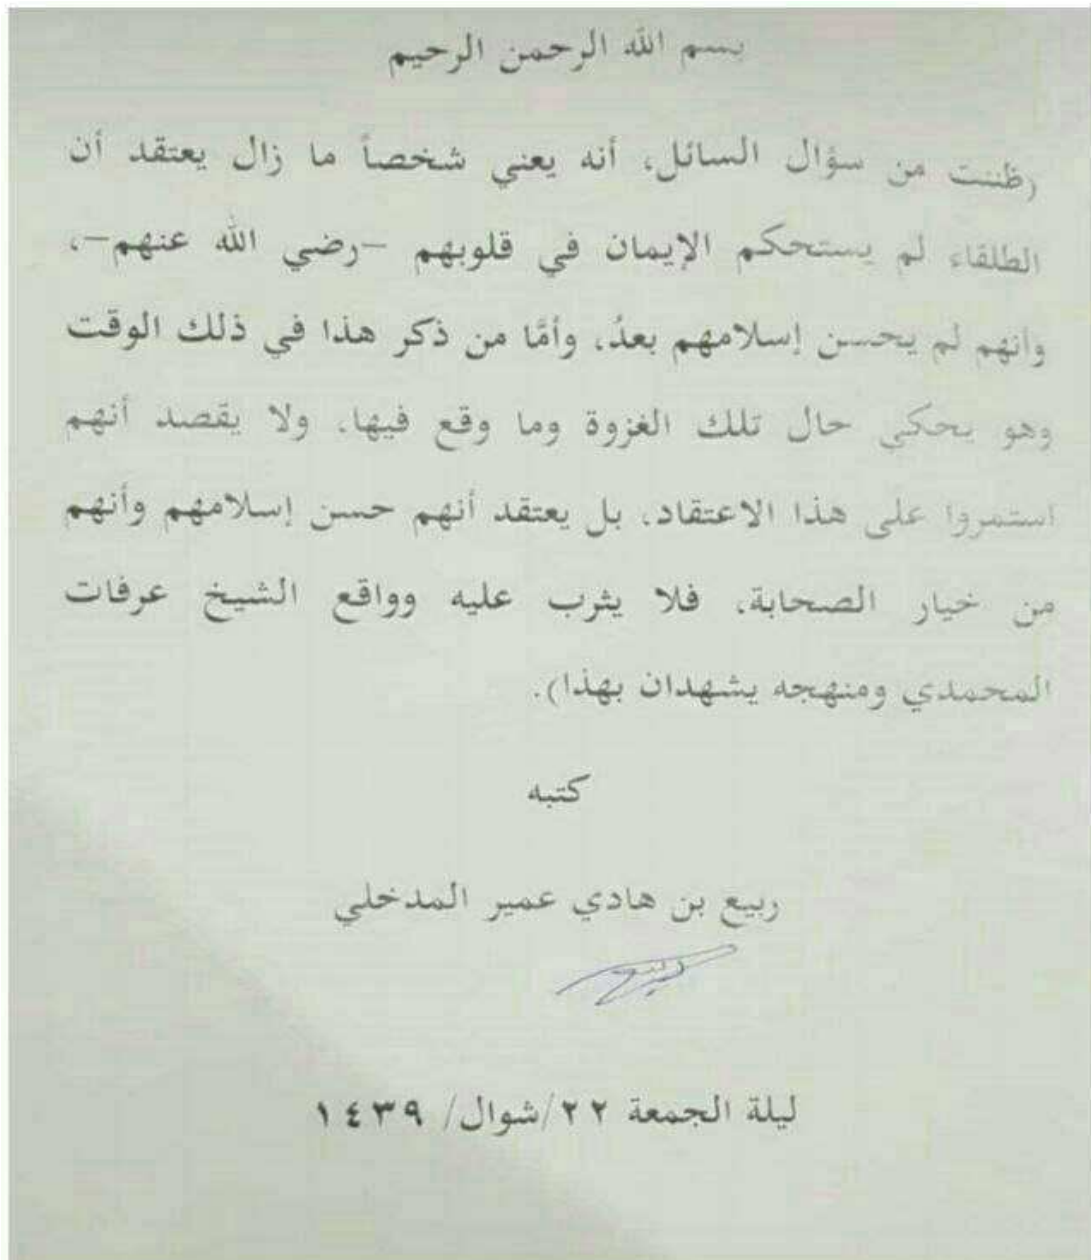 بسم الله الرحمن الرحيم
(ظننت من سؤال السائل، أنه يعني شخصاً ما زال يعتقد أن
الطلقاء لم يستحكم الإيمان في قلوبهم –رضي الله عنهم–،
وأنهم لم يحسن إسلامهم بعدُ، وأمَّا من ذكر هذا في ذلك الوقت
وهو يحكي حال تلك الغزوة وما وقع فيها، ولا يقصد أنهم
استمروا على هذا الاعتقاد، بل يعتقد أنهم حسن إسلامهم وأنهم
من خيار الصحابة، فلا يثرب عليه وواقع الشيخ عرفات
المحمدي ومنهجه يشهدان بهذا).
كتبه
ربيع بن هادي عمير المدخلي
ربيع
ليلة الجمعة ٢٢/شوال/ ١٤٣٩